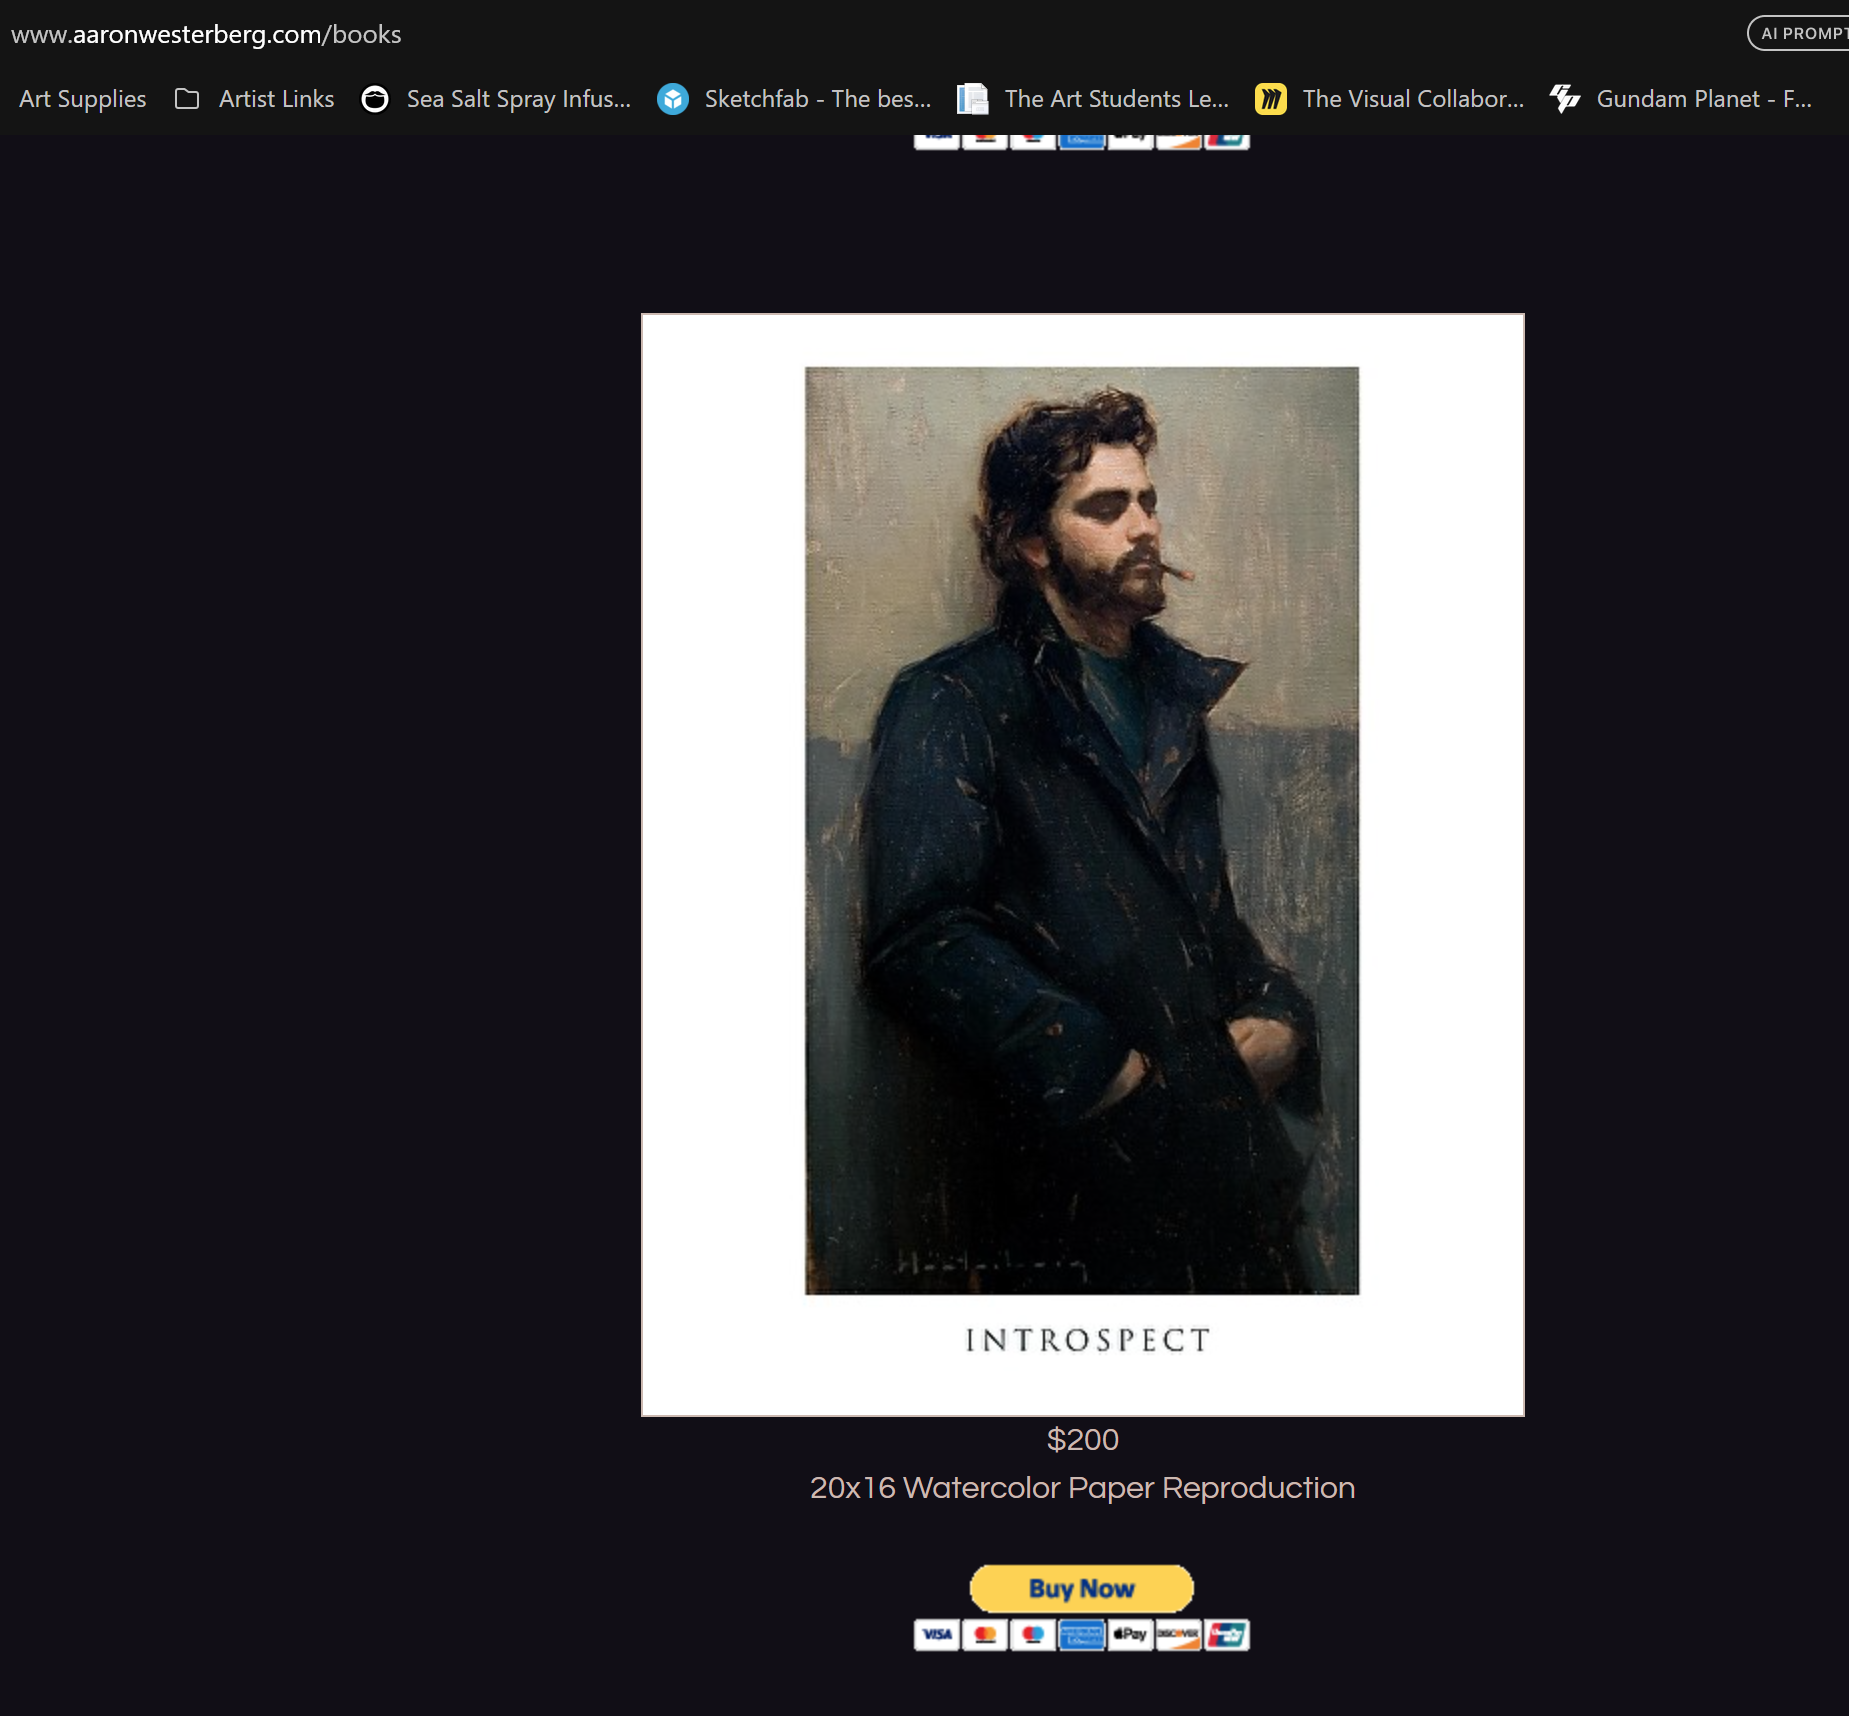 www.aaronwesterberg.com/books
AI PROMPT
Art Supplies Artist Links Sea Salt Spray Infus... Sketchfab - The bes... The Art Students Le... The Visual Collabor... Gundam Planet - F...
INTROSPECT
$200
20x16 Watercolor Paper Reproduction
Buy Now
VISA Pay DISCOVER